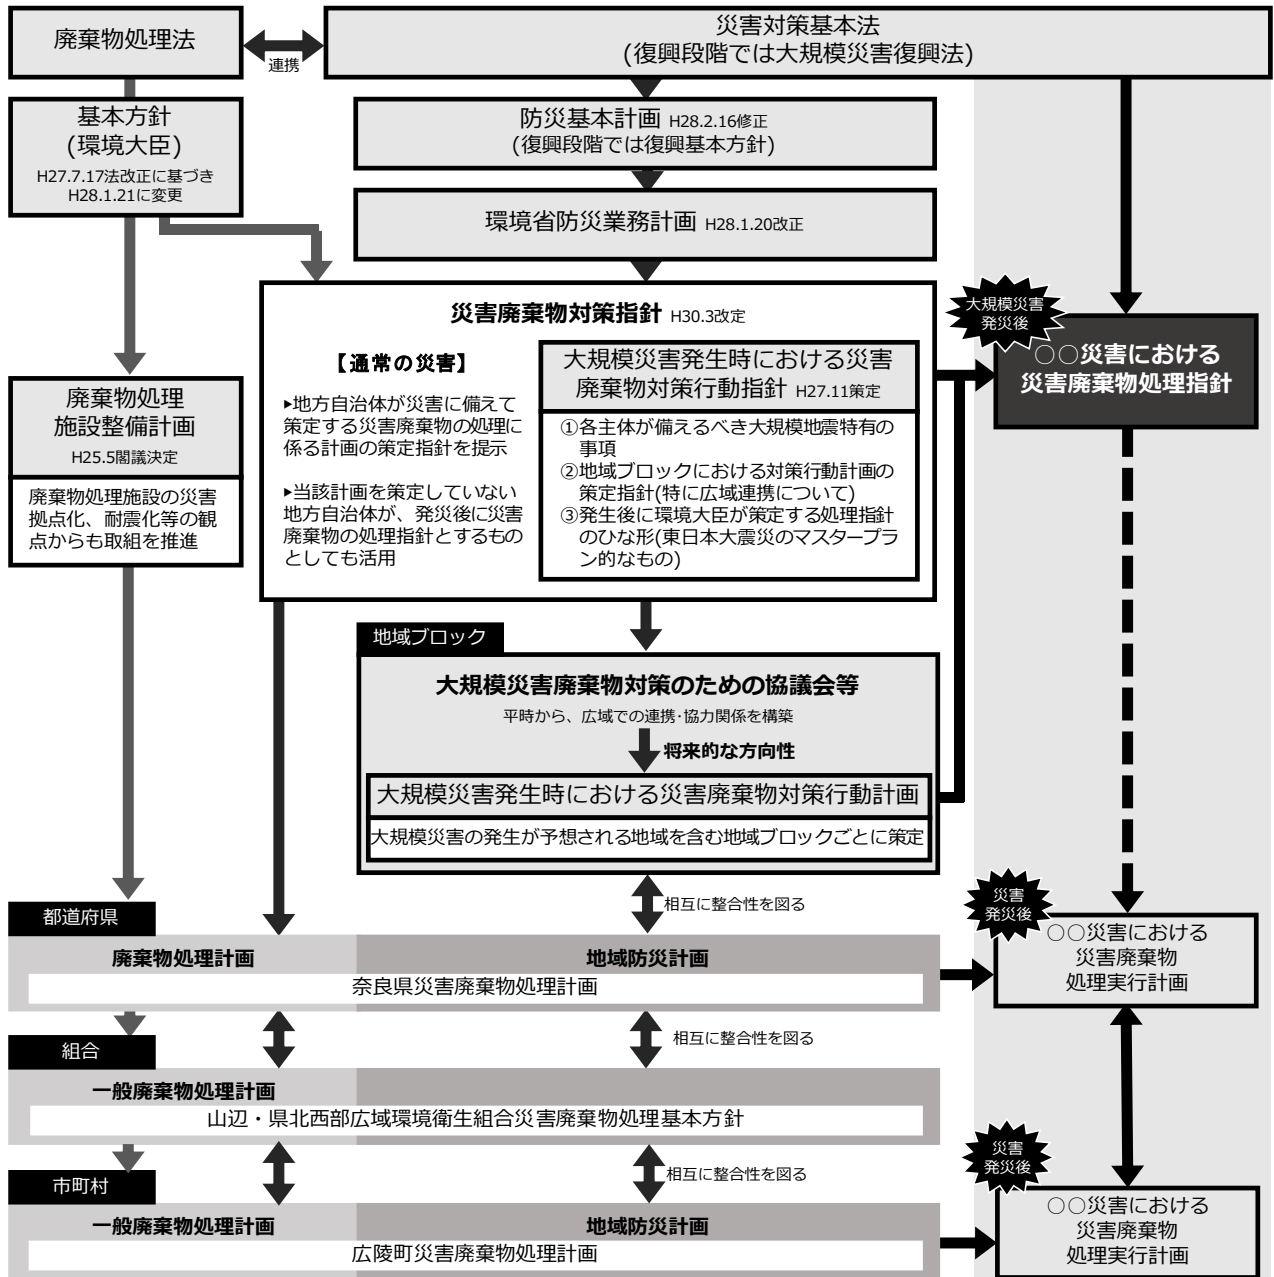 廃棄物処理法
連携
災害対策基本法
(復興段階では大規模災害復興法)
基本方針
(環境大臣)
H27.7.17法改正に基づき
H28.1.21に変更
防災基本計画 H28.2.16修正
(復興段階では復興基本方針)
環境省防災業務計画 H28.1.20改正
災害廃棄物対策指針 H30.3改定
【通常の災害】
▶地方自治体が災害に備えて
策定する災害廃棄物の処理に
係る計画の策定指針を提示
▶当該計画を策定していない
地方自治体が、発災後に災害
廃棄物の処理指針とするもの
としても活用
大規模災害発生時における災害
廃棄物対策行動指針 H27.11策定
①各主体が備えるべき大規模地震特有の
事項
②地域ブロックにおける対策行動計画の
策定指針(特に広域連携について)
③発生後に環境大臣が策定する処理指針
のひな形(東日本大震災のマスタープラ
ン的なもの)
大規模災害
発災後
○○災害における
災害廃棄物処理指針
廃棄物処理
施設整備計画
H25.5閣議決定
廃棄物処理施設の災害
拠点化、耐震化等の観
点からも取組を推進
地域ブロック
大規模災害廃棄物対策のための協議会等
平時から、広域での連携・協力関係を構築
将来的な方向性
大規模災害発生時における災害廃棄物対策行動計画
大規模災害の発生が予想される地域を含む地域ブロックごとに策定
相互に整合性を図る
都道府県
廃棄物処理計画
地域防災計画
奈良県災害廃棄物処理計画
災害
発災後
○○災害における
災害廃棄物
処理実行計画
相互に整合性を図る
組合
一般廃棄物処理計画
山辺・県北西部広域環境衛生組合災害廃棄物処理基本方針
相互に整合性を図る
市町村
一般廃棄物処理計画
地域防災計画
広陵町災害廃棄物処理計画
災害
発災後
○○災害における
災害廃棄物
処理実行計画